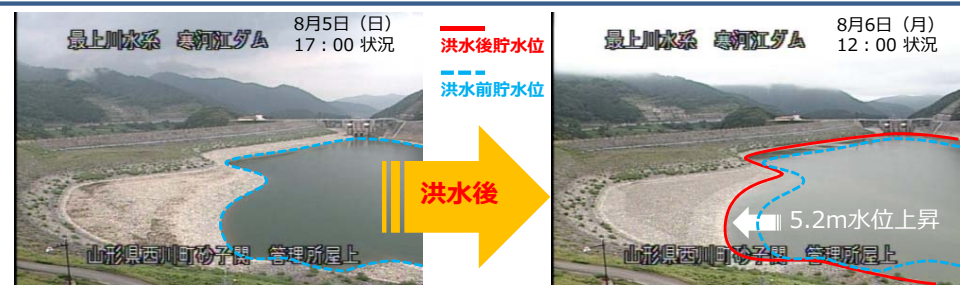 最上川水系 寒河江ダム
8月5日（日）
17：00 状況
山形県西川町砂子関 管理所屋上
洪水後貯水位
洪水前貯水位
洪水後
最上川水系 寒河江ダム
8月6日（月）
12：00 状況
5.2m水位上昇
山形県西川町砂子関 管理所屋上